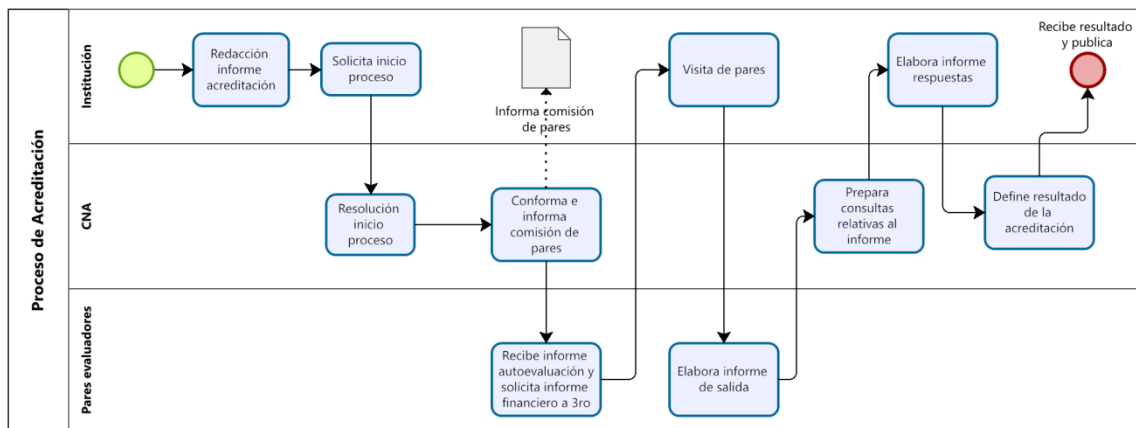 Proceso de Acreditación
Institución
Redacción
informe
acreditación
Solicita inicio
proceso
Informa comisión
de pares
Visita de pares
Elabora informe
respuestas
Recibe resultado
y publica
CNA
Resolución
inicio
proceso
Conforma e
informa
comisión de
pares
Prepara
consultas
relativas al
informe
Define resultado
de la
acreditación
Pares evaluadores
Recibe informe
autoevaluación y
solicita informe
financiero a 3ro
Elabora informe
de salida